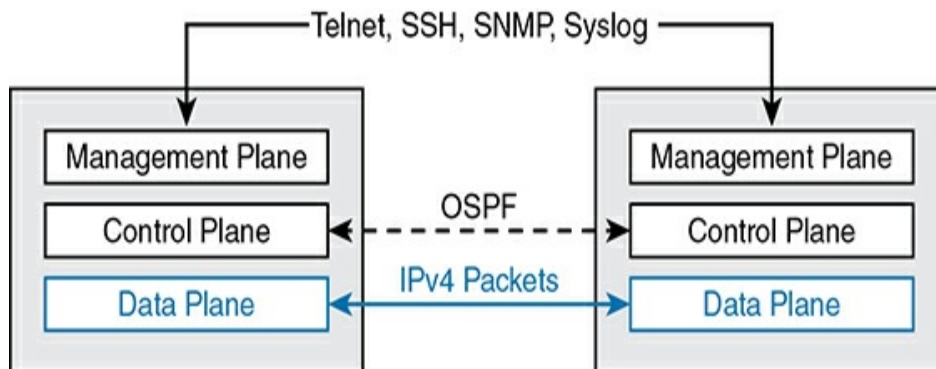 Telnet, SSH, SNMP, Syslog
Management Plane
Management Plane
OSPF
Control Plane
Control Plane
IPv4 Packets
Data Plane
Data Plane